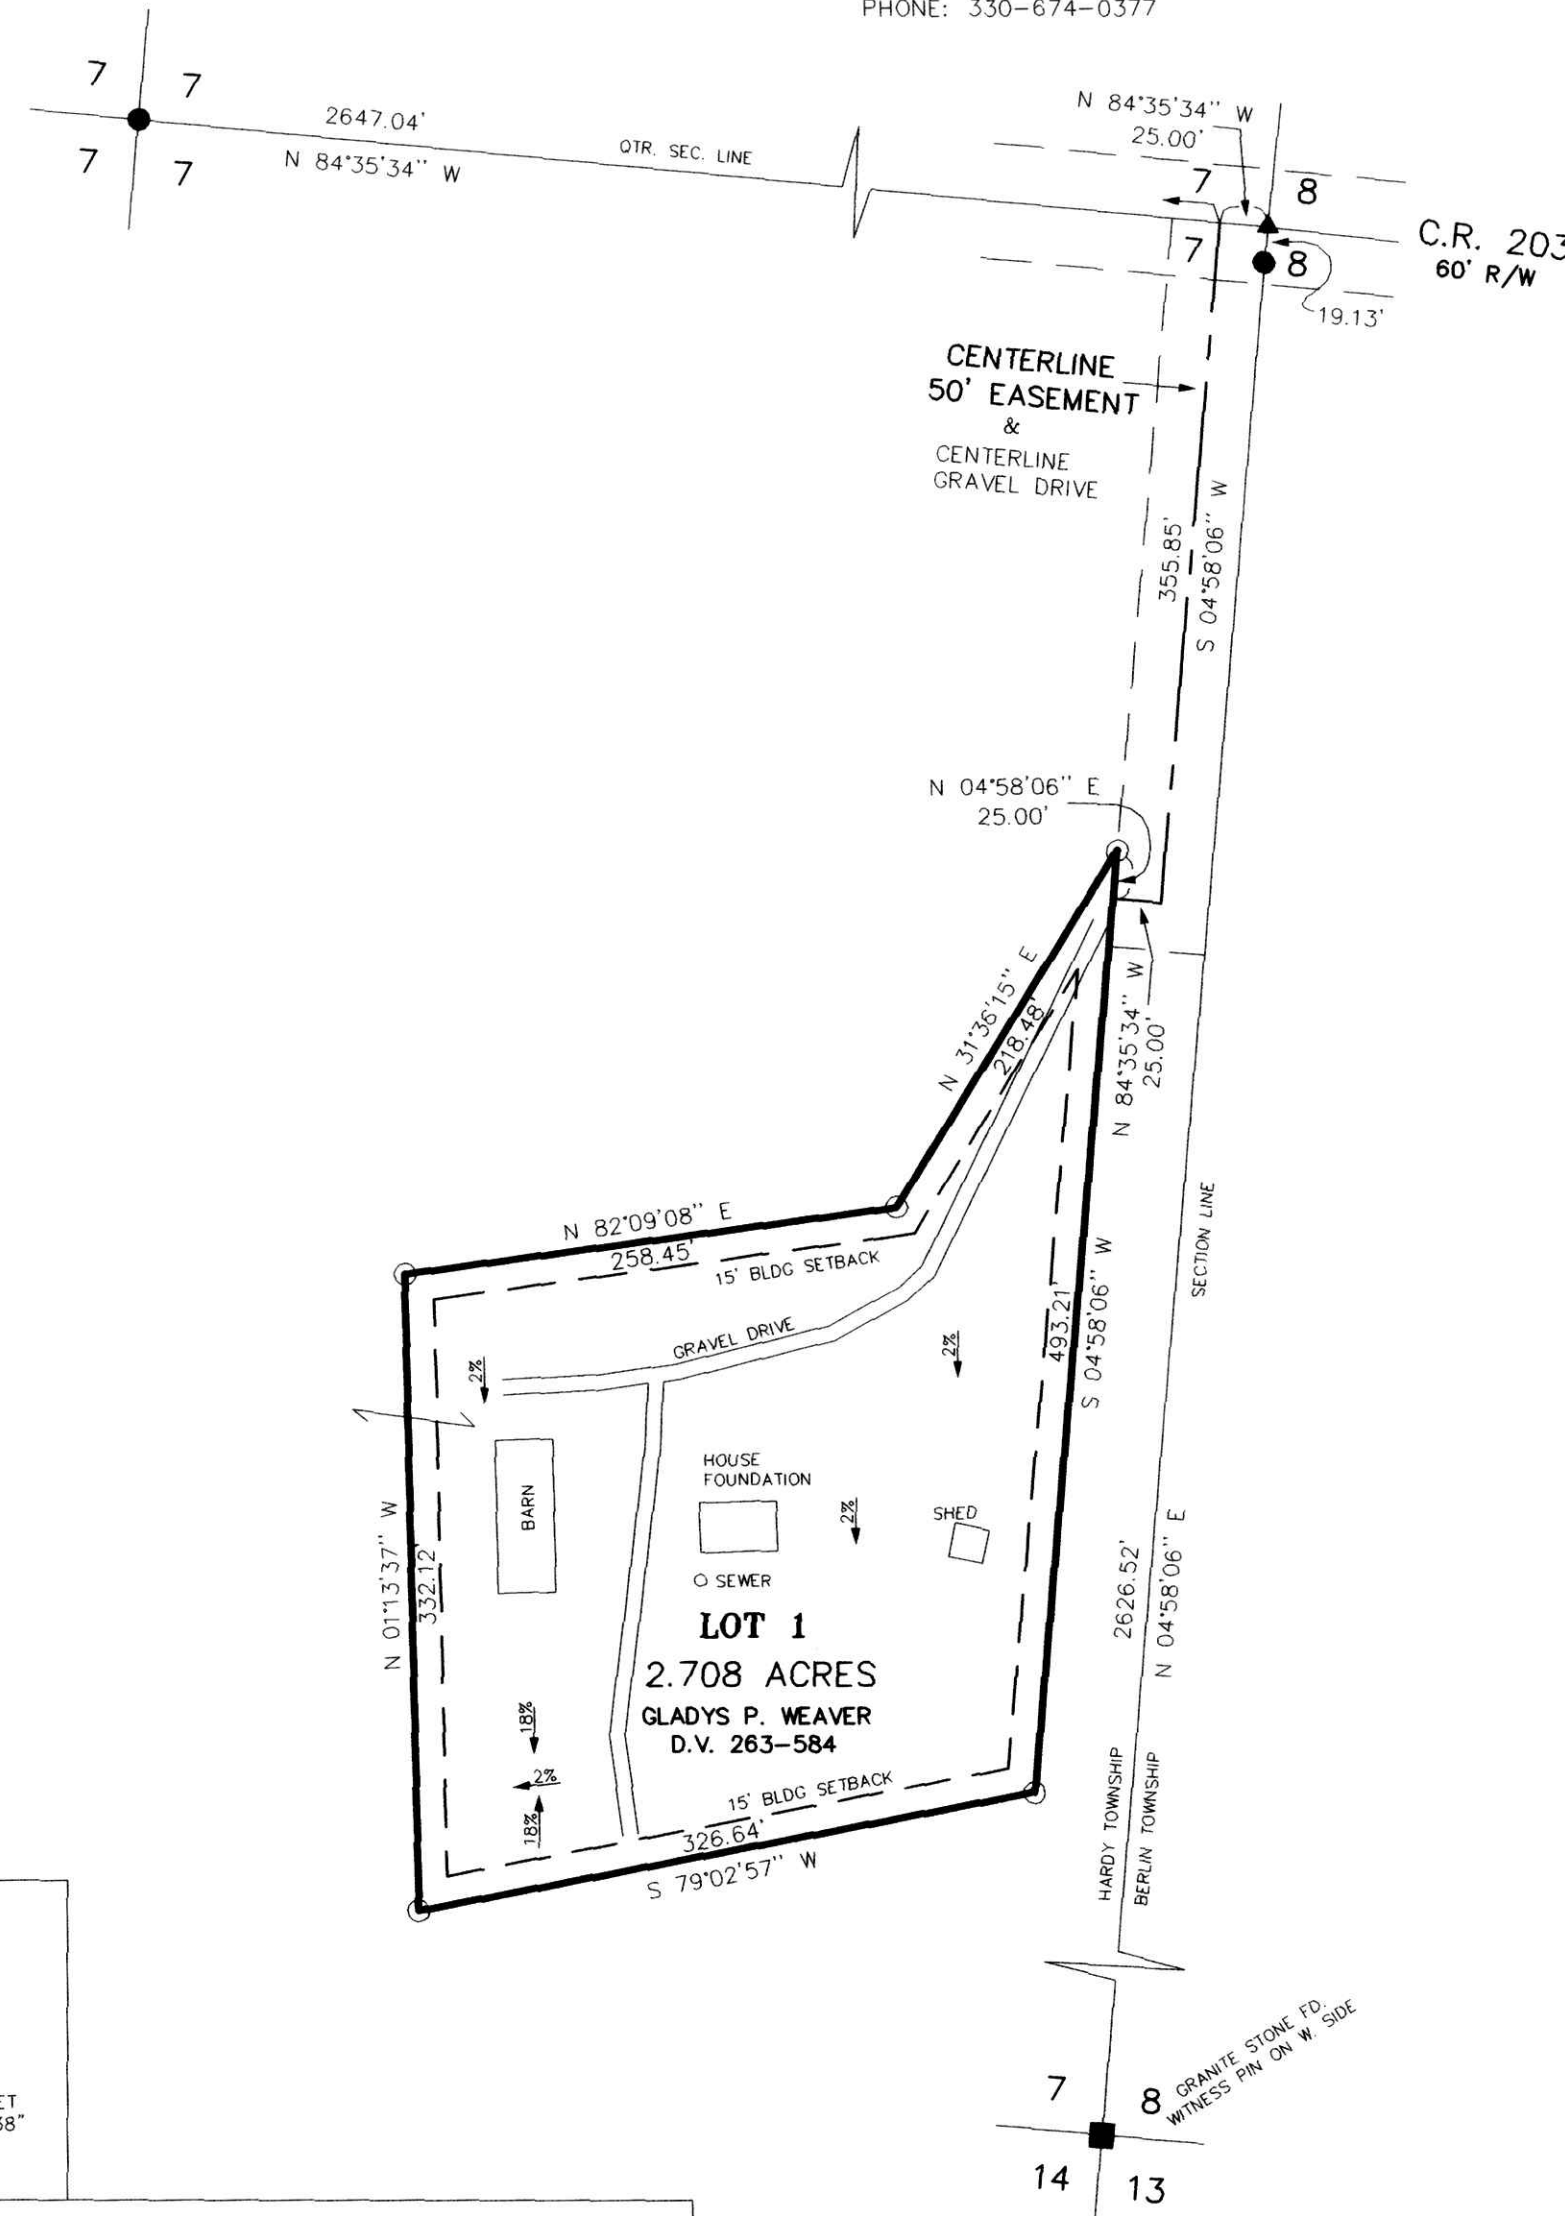 PHONE: 330-674-0377
7
7
7
7
2647.04'
N 84°35'34" W
QTR. SEC. LINE
N 84°35'34" W
25.00'
7
8
7
8
C.R. 203
60' R/W
19.13'
CENTERLINE
50' EASEMENT
&
CENTERLINE
GRAVEL DRIVE
355.85'
S 04°58'06" W
N 04°58'06" E
25.00'
N 31°36'15" E
218.48'
N 84°35'34" W
25.00'
N 82°09'08" E
258.45'
15' BLDG SETBACK
SECTION LINE
493.21'
S 04°58'06" W
GRAVEL DRIVE
2%
2%
HOUSE
FOUNDATION
BARN
2%
SHED
SEWER
N 01°13'37" W
332.12'
LOT 1
2.708 ACRES
GLADYS P. WEAVER
D.V. 263-584
2626.52'
N 04°58'06" E
18%
2%
18%
15' BLDG SETBACK
326.64'
S 79°02'57" W
HARDY TOWNSHIP
BERLIN TOWNSHIP
GRANITE STONE FD.
WITNESS PIN ON W. SIDE
7
8
14
13